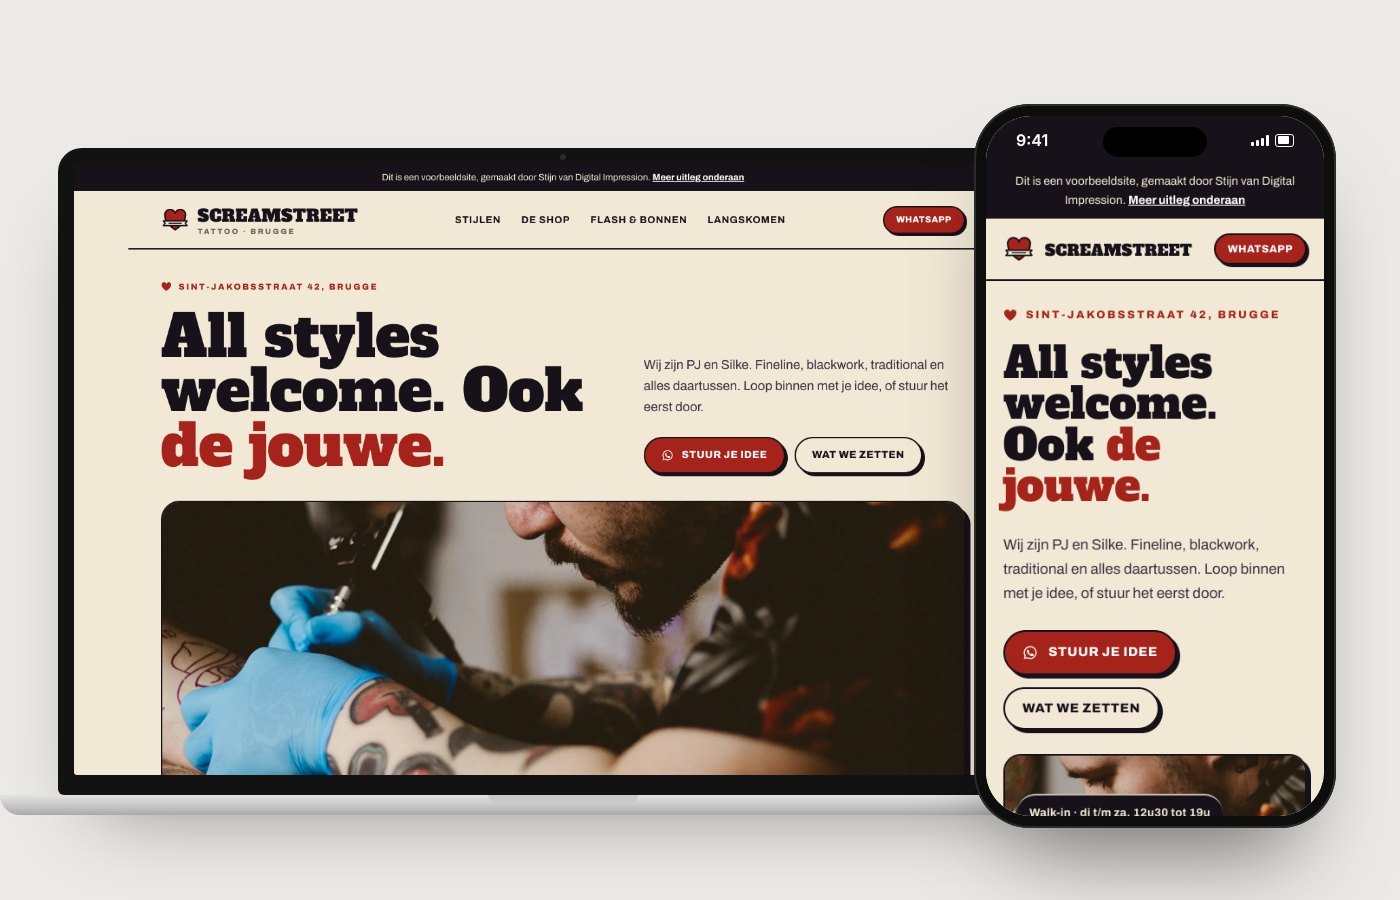 Dit is een voorbeeldsite, gemaakt door Stijn van Digital Impression. Meer uitleg onderaan
SCREAMSTREET
TATTOO · BRUGGE
STIJLEN
DE SHOP
FLASH & BONNEN
LANGSKOMEN
WHATSAPP
SINT-JAKOBSSTRAAT 42, BRUGGE
All styles
welcome. Ook
de jouwe.
Wij zijn PJ en Silke. Fineline, blackwork, traditional en
alles daartussen. Loop binnen met je idee, of stuur het
eerst door.
STUUR JE IDEE
WAT WE ZETTEN
9:41
Dit is een voorbeeldsite, gemaakt door Stijn van Digital
Impression. Meer uitleg onderaan
SCREAMSTREET
WHATSAPP
SINT-JAKOBSSTRAAT 42, BRUGGE
All styles
welcome.
Ook de
jouwe.
Wij zijn PJ en Silke. Fineline, blackwork,
traditional en alles daartussen. Loop binnen
met je idee, of stuur het eerst door.
STUUR JE IDEE
WAT WE ZETTEN
Walk-in · di t/m za, 12u30 tot 19u